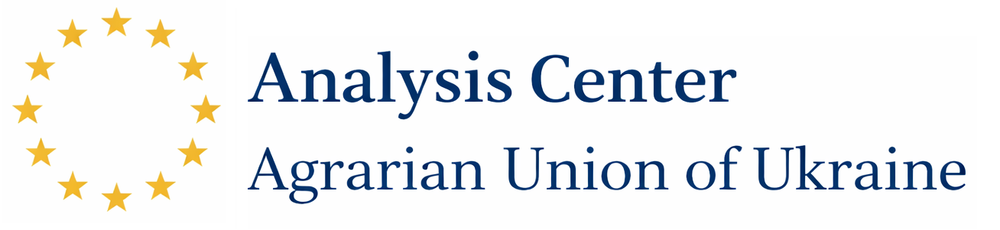 Analysis Center
Agrarian Union of Ukraine